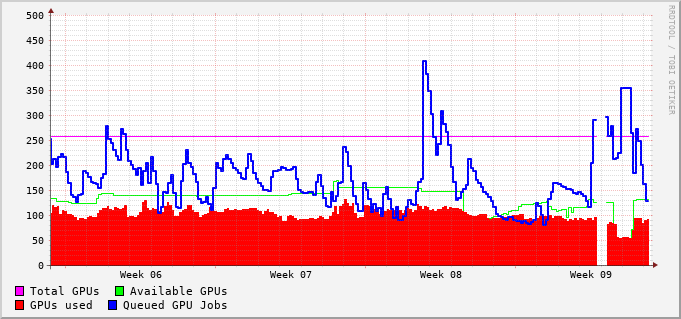 500
450
400
350
300
250
200
150
100
50
0
Week 06 Week 07 Week 08 Week 09
Total GPUs Available GPUs
GPUs used Queued GPU Jobs
RRDTOOL / TOBI OETIKER